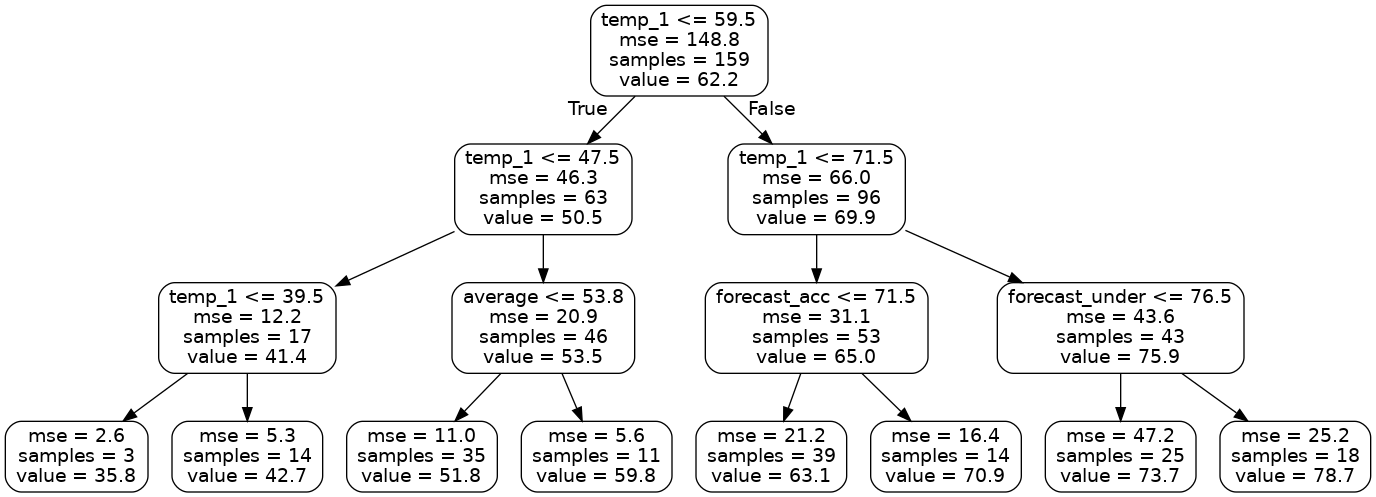 temp_1 <= 59.5
mse = 148.8
samples = 159
value = 62.2
True
False
temp_1 <= 47.5
mse = 46.3
samples = 63
value = 50.5
temp_1 <= 71.5
mse = 66.0
samples = 96
value = 69.9
temp_1 <= 39.5
mse = 12.2
samples = 17
value = 41.4
average <= 53.8
mse = 20.9
samples = 46
value = 53.5
forecast_acc <= 71.5
mse = 31.1
samples = 53
value = 65.0
forecast_under <= 76.5
mse = 43.6
samples = 43
value = 75.9
mse = 2.6
samples = 3
value = 35.8
mse = 5.3
samples = 14
value = 42.7
mse = 11.0
samples = 35
value = 51.8
mse = 5.6
samples = 11
value = 59.8
mse = 21.2
samples = 39
value = 63.1
mse = 16.4
samples = 14
value = 70.9
mse = 47.2
samples = 25
value = 73.7
mse = 25.2
samples = 18
value = 78.7